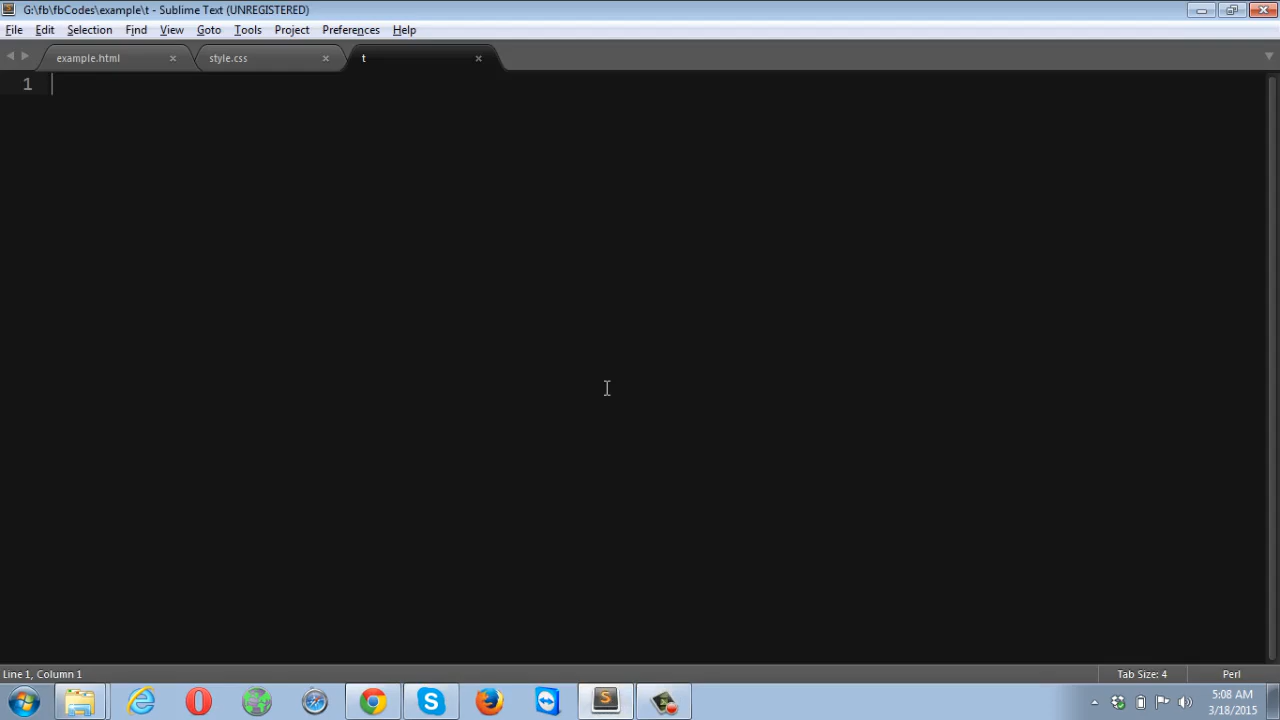 G:\fb\fbCodes\example\t - Sublime Text (UNREGISTERED)
File Edit Selection Find View Goto Tools Project Preferences Help
example.html style.css t
1
Line 1, Column 1 Tab Size: 4 Perl
5:08 AM
3/18/2015